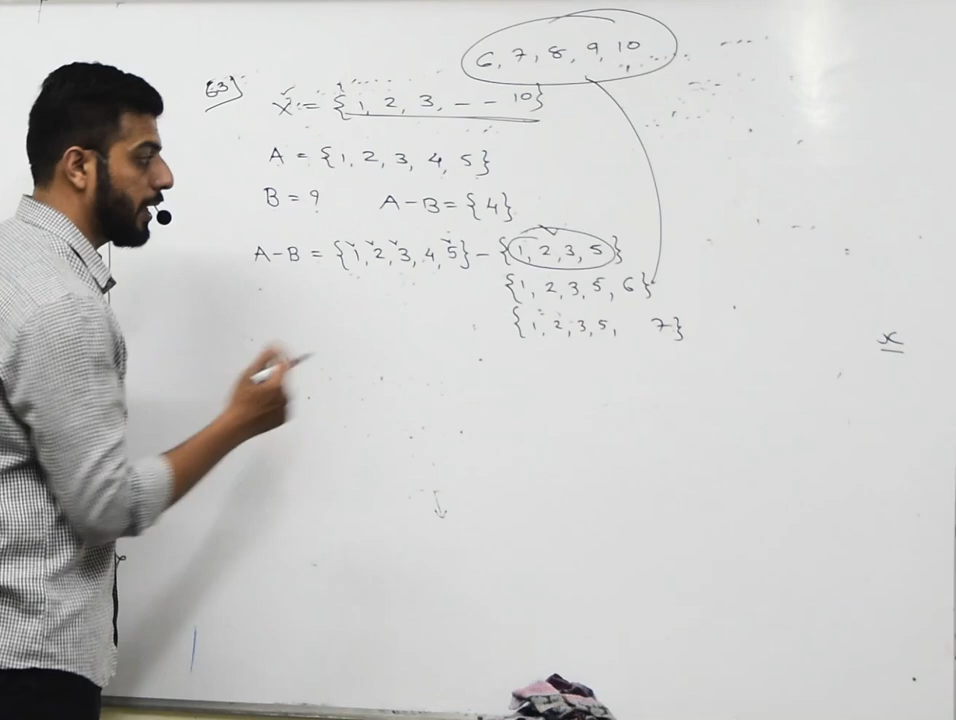 6, 7, 8, 9, 10
63)
X = {1, 2, 3, - - 10}
A = {1, 2, 3, 4, 5}
B = ? A-B = {4}
A-B = {1, 2, 3, 4, 5} - {1, 2, 3, 5}
{1, 2, 3, 5, 6}
{1, 2, 3, 5, 7}
x